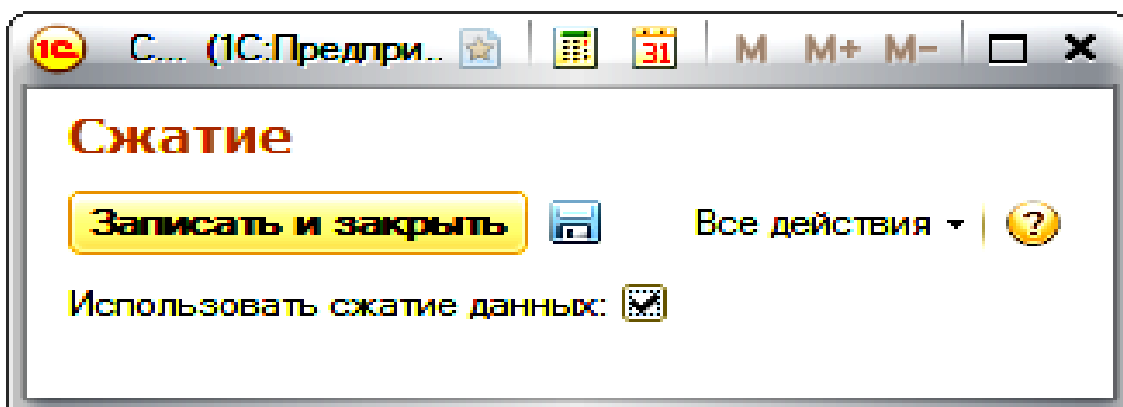 1С С... (1С:Предпри.. 31 M M+ M-
Сжатие
Записать и закрыть Все действия ?
Использовать сжатие данных: